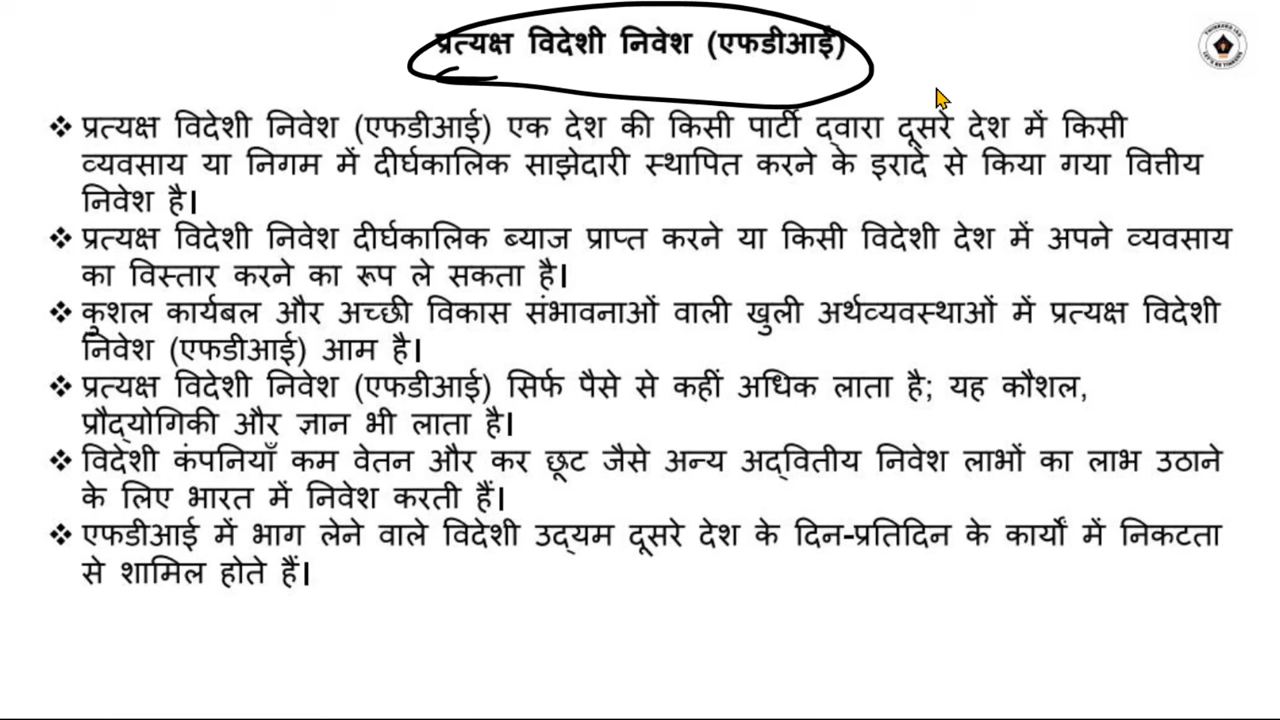 प्रत्यक्ष विदेशी निवेश (एफडीआई)
❖ प्रत्यक्ष विदेशी निवेश (एफडीआई) एक देश की किसी पार्टी द्वारा दूसरे देश में किसी
व्यवसाय या निगम में दीर्घकालिक साझेदारी स्थापित करने के इरादे से किया गया वित्तीय
निवेश है।
❖ प्रत्यक्ष विदेशी निवेश दीर्घकालिक ब्याज प्राप्त करने या किसी विदेशी देश में अपने व्यवसाय
का विस्तार करने का रूप ले सकता है।
❖ कुशल कार्यबल और अच्छी विकास संभावनाओं वाली खुली अर्थव्यवस्थाओं में प्रत्यक्ष विदेशी
निवेश (एफडीआई) आम है।
❖ प्रत्यक्ष विदेशी निवेश (एफडीआई) सिर्फ पैसे से कहीं अधिक लाता है; यह कौशल,
प्रौद्योगिकी और ज्ञान भी लाता है।
❖ विदेशी कंपनियाँ कम वेतन और कर छूट जैसे अन्य अद्वितीय निवेश लाभों का लाभ उठाने
के लिए भारत में निवेश करती हैं।
❖ एफडीआई में भाग लेने वाले विदेशी उद्यम दूसरे देश के दिन-प्रतिदिन के कार्यों में निकटता
से शामिल होते हैं।